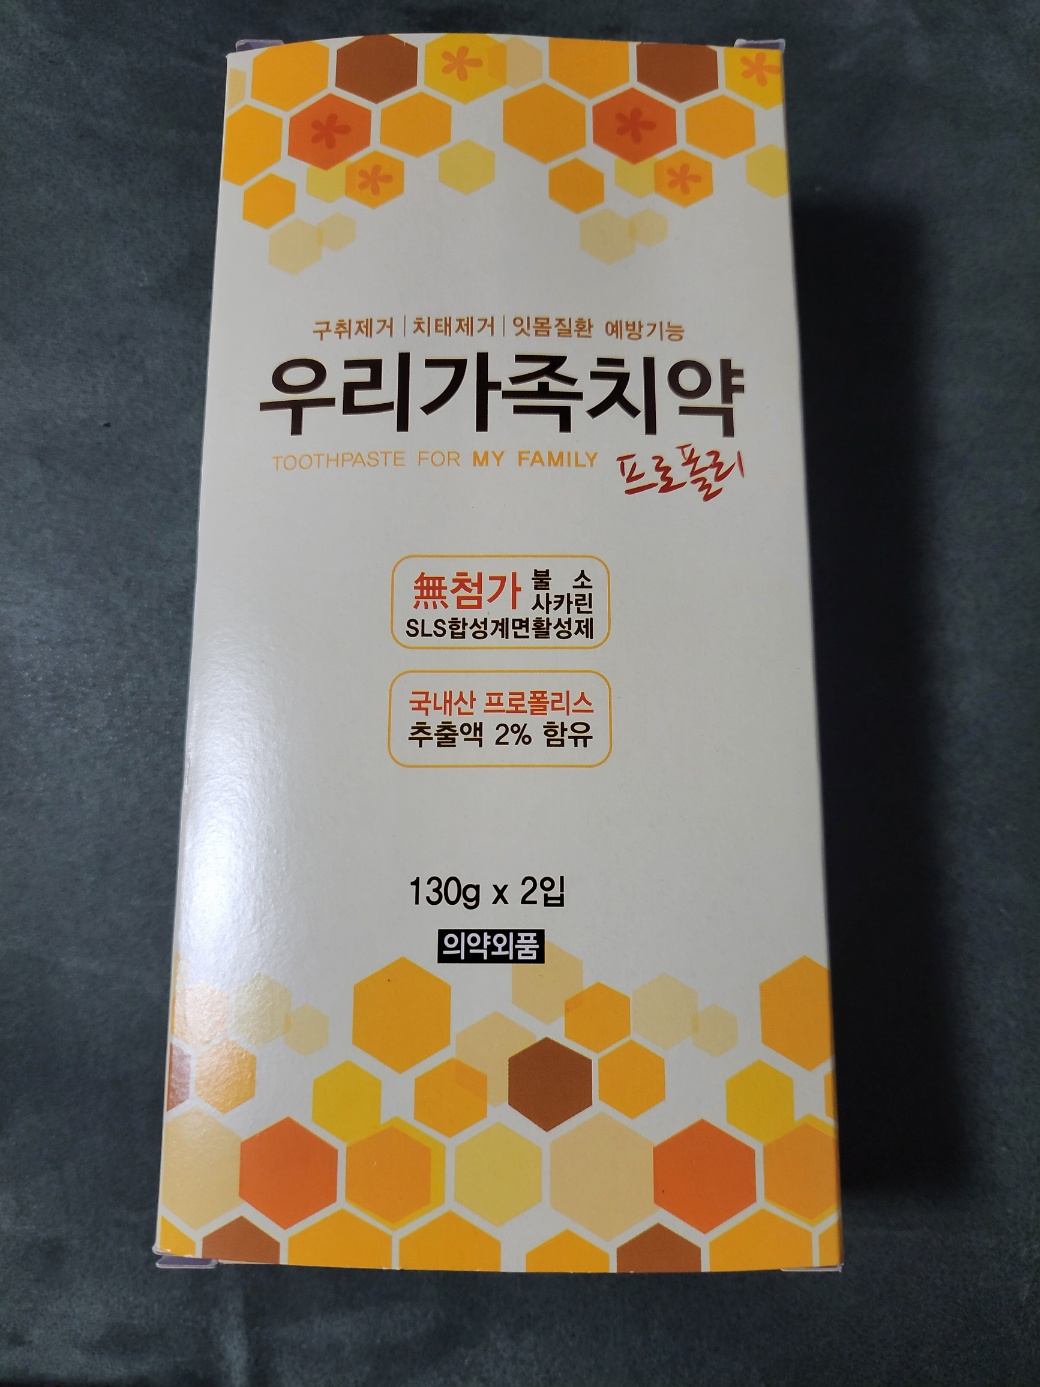 구취제거 | 치태제거 | 잇몸질환 예방기능
우리가족치약
TOOTHPASTE FOR MY FAMILY 프로폴리
無첨가 불소
사카린
SLS합성계면활성제
국내산 프로폴리스
추출액 2% 함유
130g x 2입
의약외품